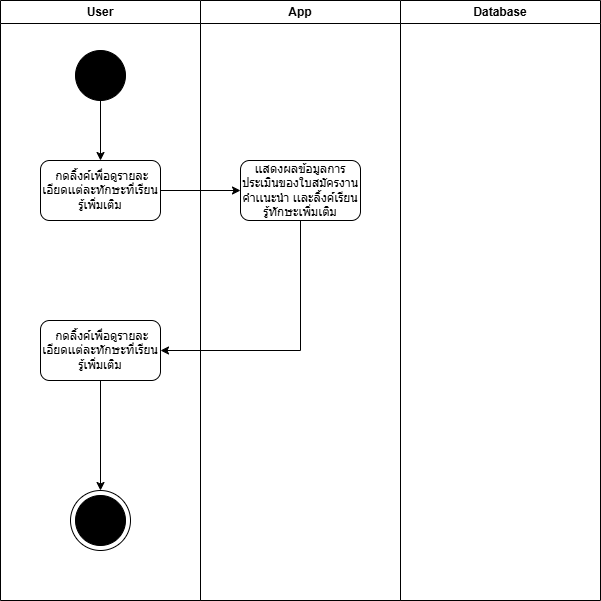 User
App
Database
กดลิ้งค์เพื่อดูรายละ
เอียดแต่ละทักษะที่เรียน
รู้เพิ่มเติม
แสดงผลข้อมูลการ
ประเมินของใบสมัครงาน
คำแนะนำ และลิ้งค์เรียน
รู้ทักษะเพิ่มเติม
กดลิ้งค์เพื่อดูรายละ
เอียดแต่ละทักษะที่เรียน
รู้เพิ่มเติม